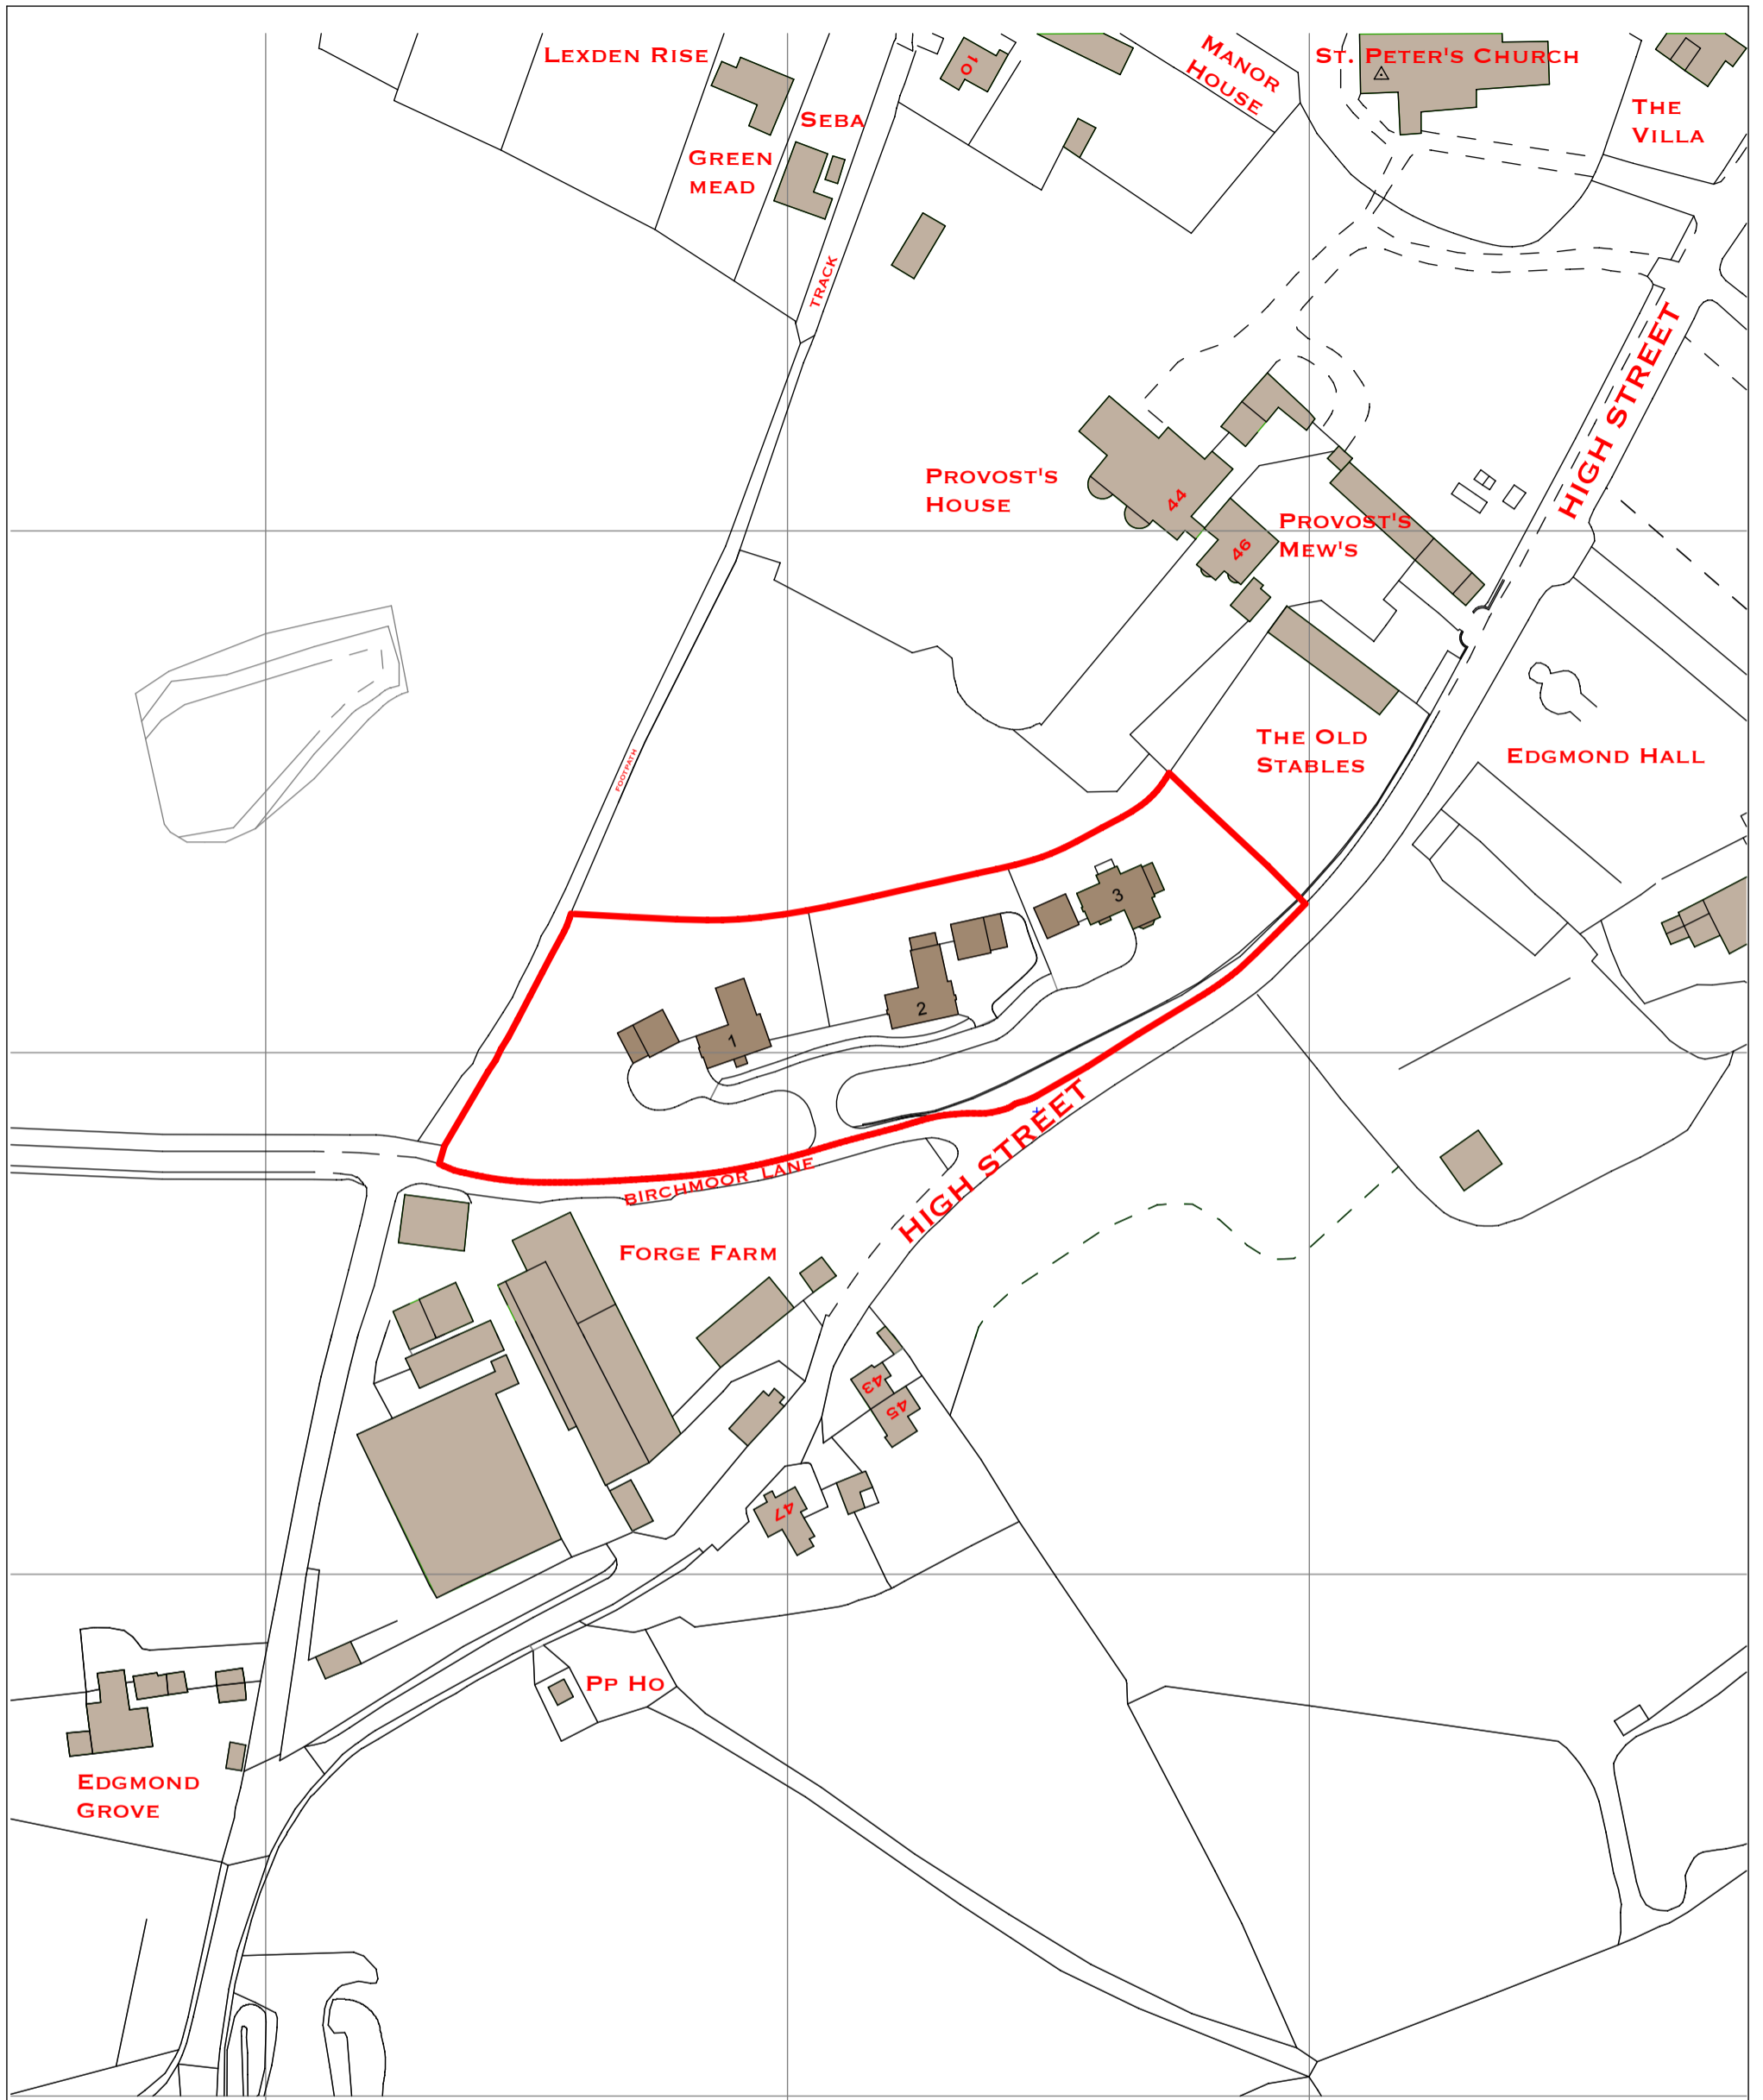 LEXDEN RISE
SEBA
GREEN
MEAD
TRACK
10
MANOR
HOUSE
ST. PETER'S CHURCH
THE
VILLA
HIGH STREET
PROVOST'S
HOUSE
44
46
PROVOST'S
MEW'S
THE OLD
STABLES
EDGMOND HALL
FOOTPATH
3
2
1
BIRCHMOOR LANE
HIGH STREET
FORGE FARM
43
45
47
PP HO
EDGMOND
GROVE